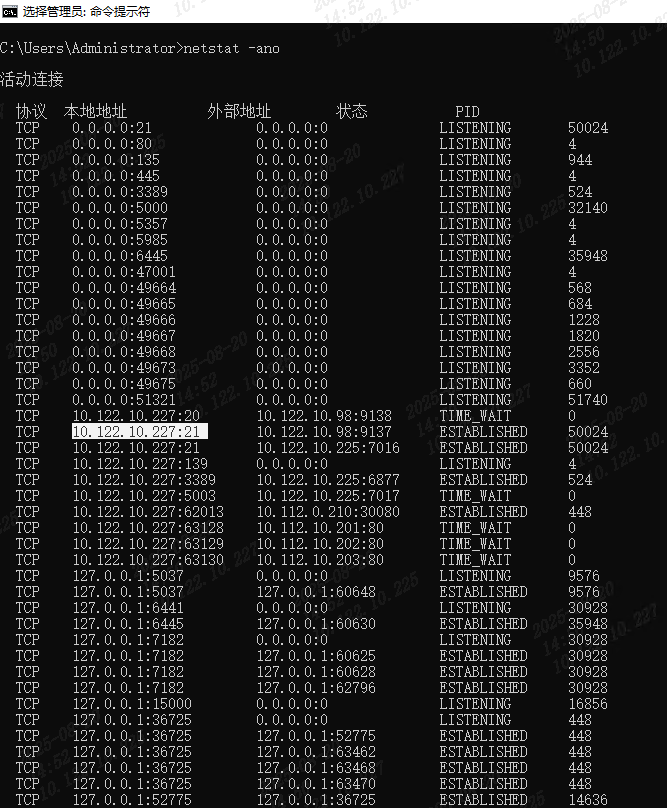 选择管理员: 命令提示符
C:\Users\Administrator>netstat -ano
活动连接
协议 本地地址 外部地址 状态 PID
TCP 0.0.0.0:21 0.0.0.0:0 LISTENING 50024
TCP 0.0.0.0:80 0.0.0.0:0 LISTENING 4
TCP 0.0.0.0:135 0.0.0.0:0 LISTENING 944
TCP 0.0.0.0:445 0.0.0.0:0 LISTENING 4
TCP 0.0.0.0:3389 0.0.0.0:0 LISTENING 524
TCP 0.0.0.0:5000 0.0.0.0:0 LISTENING 32140
TCP 0.0.0.0:5357 0.0.0.0:0 LISTENING 4
TCP 0.0.0.0:5985 0.0.0.0:0 LISTENING 4
TCP 0.0.0.0:6445 0.0.0.0:0 LISTENING 35948
TCP 0.0.0.0:47001 0.0.0.0:0 LISTENING 4
TCP 0.0.0.0:49664 0.0.0.0:0 LISTENING 568
TCP 0.0.0.0:49665 0.0.0.0:0 LISTENING 684
TCP 0.0.0.0:49666 0.0.0.0:0 LISTENING 1228
TCP 0.0.0.0:49667 0.0.0.0:0 LISTENING 1820
TCP 0.0.0.0:49668 0.0.0.0:0 LISTENING 2556
TCP 0.0.0.0:49673 0.0.0.0:0 LISTENING 3352
TCP 0.0.0.0:49675 0.0.0.0:0 LISTENING 660
TCP 0.0.0.0:51321 0.0.0.0:0 LISTENING 51740
TCP 10.122.10.227:20 10.122.10.98:9138 TIME_WAIT 0
TCP 10.122.10.227:21 10.122.10.98:9137 ESTABLISHED 50024
TCP 10.122.10.227:21 10.122.10.225:7016 ESTABLISHED 50024
TCP 10.122.10.227:139 0.0.0.0:0 LISTENING 4
TCP 10.122.10.227:3389 10.122.10.225:6877 ESTABLISHED 524
TCP 10.122.10.227:5003 10.122.10.225:7017 TIME_WAIT 0
TCP 10.122.10.227:62013 10.112.0.210:30080 ESTABLISHED 448
TCP 10.122.10.227:63128 10.112.10.201:80 TIME_WAIT 0
TCP 10.122.10.227:63129 10.112.10.202:80 TIME_WAIT 0
TCP 10.122.10.227:63130 10.112.10.203:80 TIME_WAIT 0
TCP 127.0.0.1:5037 0.0.0.0:0 LISTENING 9576
TCP 127.0.0.1:5037 127.0.0.1:60648 ESTABLISHED 9576
TCP 127.0.0.1:6441 0.0.0.0:0 LISTENING 30928
TCP 127.0.0.1:6445 127.0.0.1:60630 ESTABLISHED 35948
TCP 127.0.0.1:7182 0.0.0.0:0 LISTENING 30928
TCP 127.0.0.1:7182 127.0.0.1:60625 ESTABLISHED 30928
TCP 127.0.0.1:7182 127.0.0.1:60628 ESTABLISHED 30928
TCP 127.0.0.1:7182 127.0.0.1:62796 ESTABLISHED 30928
TCP 127.0.0.1:15000 0.0.0.0:0 LISTENING 16856
TCP 127.0.0.1:36725 0.0.0.0:0 LISTENING 448
TCP 127.0.0.1:36725 127.0.0.1:52775 ESTABLISHED 448
TCP 127.0.0.1:36725 127.0.0.1:63462 ESTABLISHED 448
TCP 127.0.0.1:36725 127.0.0.1:63468 ESTABLISHED 448
TCP 127.0.0.1:36725 127.0.0.1:63470 ESTABLISHED 448
TCP 127.0.0.1:52775 127.0.0.1:36725 ESTABLISHED 14636